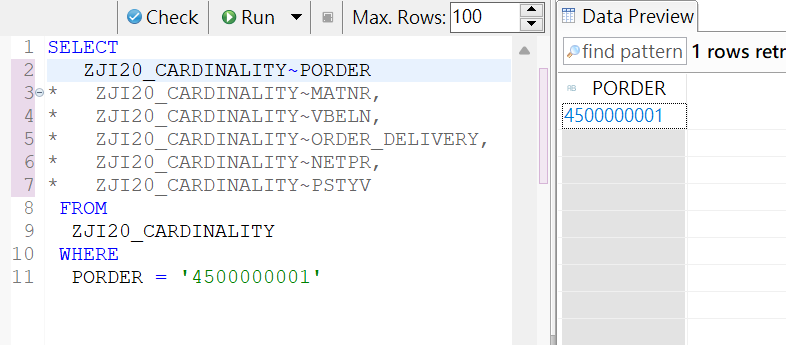 Check Run Max. Rows: 100
1 SELECT
2 ZJI20_CARDINALITY~PORDER
3 * ZJI20_CARDINALITY~MATNR,
4 * ZJI20_CARDINALITY~VBELN,
5 * ZJI20_CARDINALITY~ORDER_DELIVERY,
6 * ZJI20_CARDINALITY~NETPR,
7 * ZJI20_CARDINALITY~PSTYV
8 FROM
9 ZJI20_CARDINALITY
10 WHERE
11 PORDER = '4500000001'
Data Preview
find pattern 1 rows retr
AB PORDER
4500000001